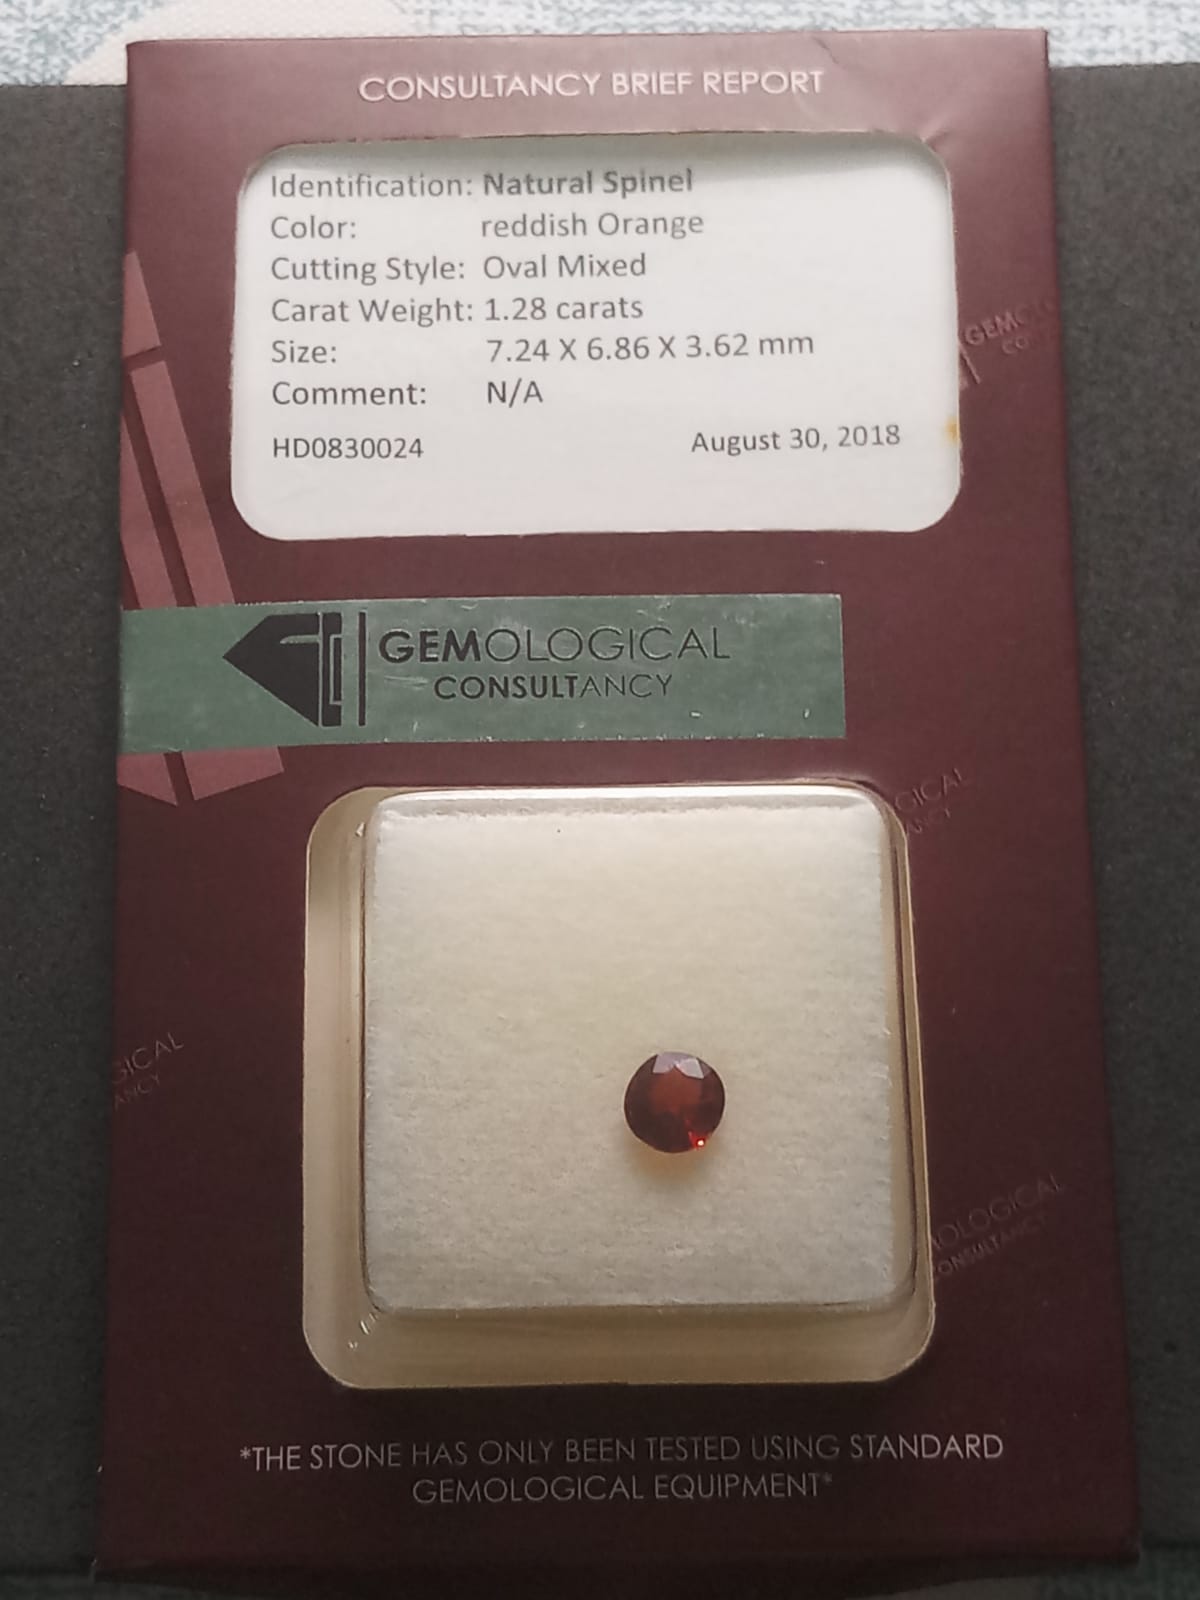 CONSULTANCY BRIEF REPORT
Identification: Natural Spinel
Color: reddish Orange
Cutting Style: Oval Mixed
Carat Weight: 1.28 carats
Size: 7.24 X 6.86 X 3.62 mm
Comment: N/A
HD0830024 August 30, 2018
GEMOLOGICAL
CONSULTANCY
*THE STONE HAS ONLY BEEN TESTED USING STANDARD
GEMOLOGICAL EQUIPMENT*